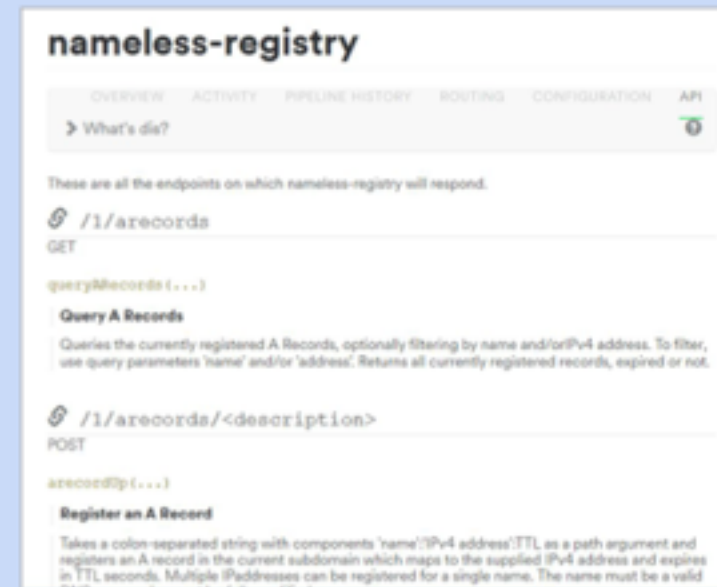 nameless-registry
OVERVIEW ACTIVITY PIPELINE HISTORY ROUTING CONFIGURATION API
What's dis?
These are all the endpoints on which nameless-registry will respond.
/1/arecords
GET
queryARecords(...)
Query A Records
Queries the currently registered A Records, optionally filtering by name and/orIPv4 address. To filter,
use query parameters 'name' and/or 'address'. Returns all currently registered records, expired or not.
/1/arecords/<description>
POST
arecordUp(...)
Register an A Record
Takes a colon-separated string with components 'name':'IPv4 address':TTL as a path argument and
registers an A record in the current subdomain which maps to the supplied IPv4 address and expires
in TTL seconds. Multiple IPaddresses can be registered for a single name. The name must be a valid